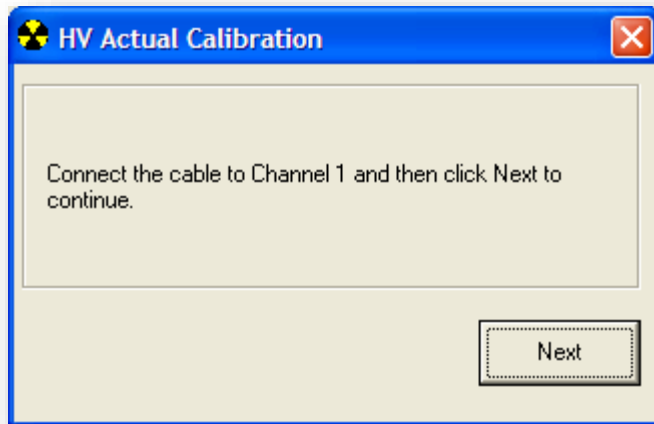 HV Actual Calibration
Connect the cable to Channel 1 and then click Next to
continue.
Next